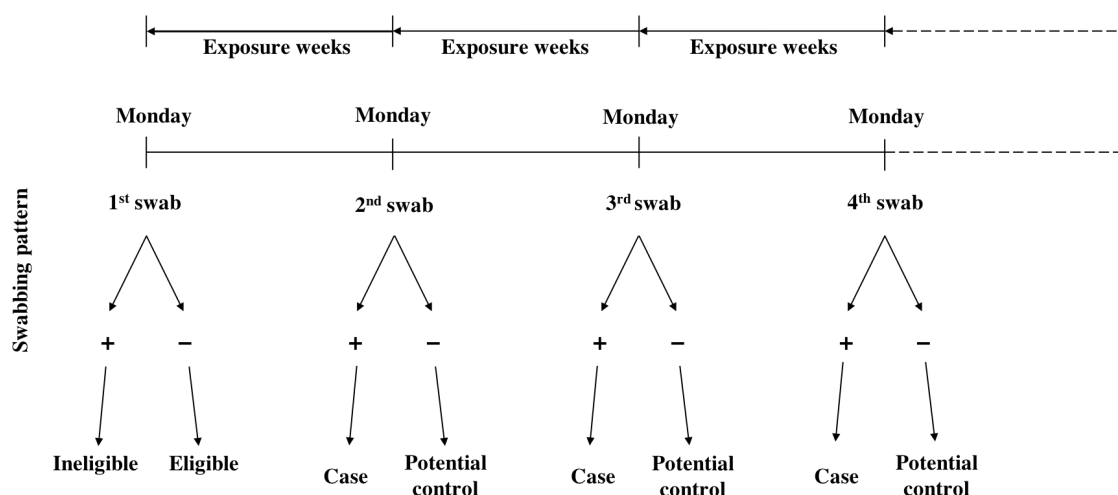 Exposure weeks Exposure weeks Exposure weeks
Monday Monday Monday Monday
Swabbing pattern
1st swab 2nd swab 3rd swab 4th swab
+ − + − + − + −
Ineligible Eligible Case Potential control Case Potential control Case Potential control